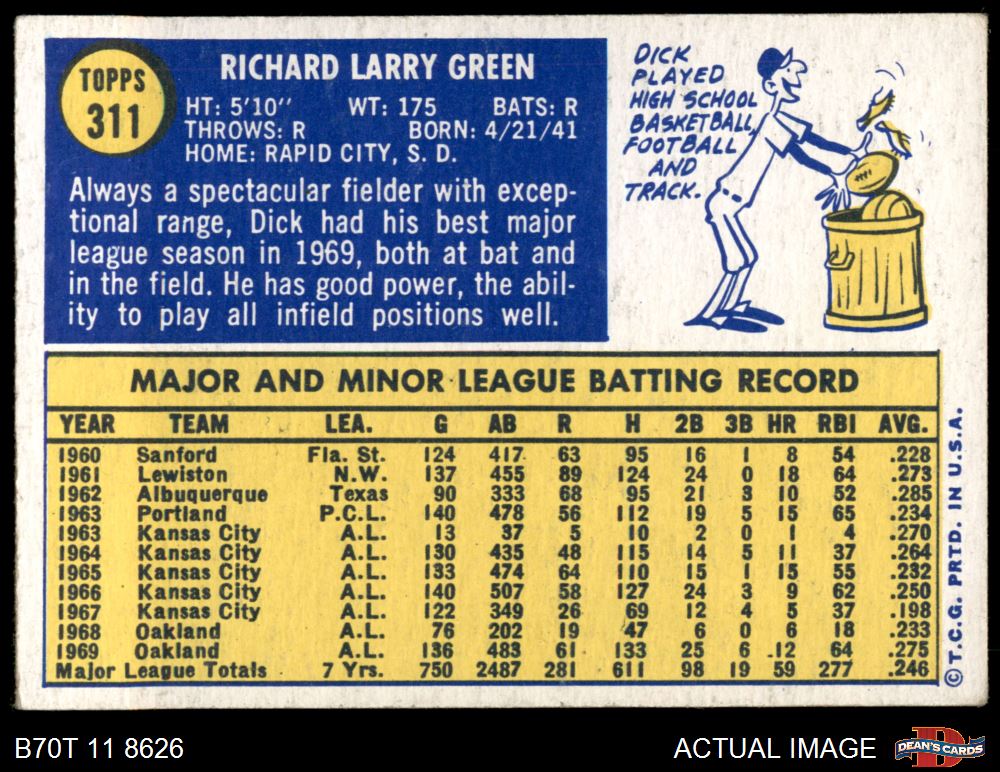 TOPPS
311
RICHARD LARRY GREEN
HT: 5'10" WT: 175 BATS: R
THROWS: R BORN: 4/21/41
HOME: RAPID CITY, S. D.
Always a spectacular fielder with excep-
tional range, Dick had his best major
league season in 1969, both at bat and
in the field. He has good power, the abil-
ity to play all infield positions well.
DICK
PLAYED
HIGH SCHOOL
BASKETBALL,
FOOTBALL
AND
TRACK.
MAJOR AND MINOR LEAGUE BATTING RECORD
YEAR TEAM LEA. G AB R H 2B 3B HR RBI AVG.
1960 Sanford Fla. St. 124 417 63 95 16 1 8 54 .228
1961 Lewiston N.W. 137 455 89 124 24 0 18 64 .273
1962 Albuquerque Texas 90 333 68 95 21 3 10 52 .285
1963 Portland P.C.L. 140 478 56 112 19 5 15 65 .234
1963 Kansas City A.L. 13 37 5 10 2 0 1 4 .270
1964 Kansas City A.L. 130 435 48 115 14 5 11 37 .264
1965 Kansas City A.L. 133 474 64 110 15 1 15 55 .232
1966 Kansas City A.L. 140 507 58 127 24 3 9 62 .250
1967 Kansas City A.L. 122 349 26 69 12 4 5 37 .198
1968 Oakland A.L. 76 202 19 47 6 0 6 18 .233
1969 Oakland A.L. 136 483 61 133 25 6 12 64 .275
Major League Totals 7 Yrs. 750 2487 281 611 98 19 59 277 .246
©T.C.G. PRTD. IN U.S.A.
B70T 11 8626
ACTUAL IMAGE
D
DEAN'S CARDS